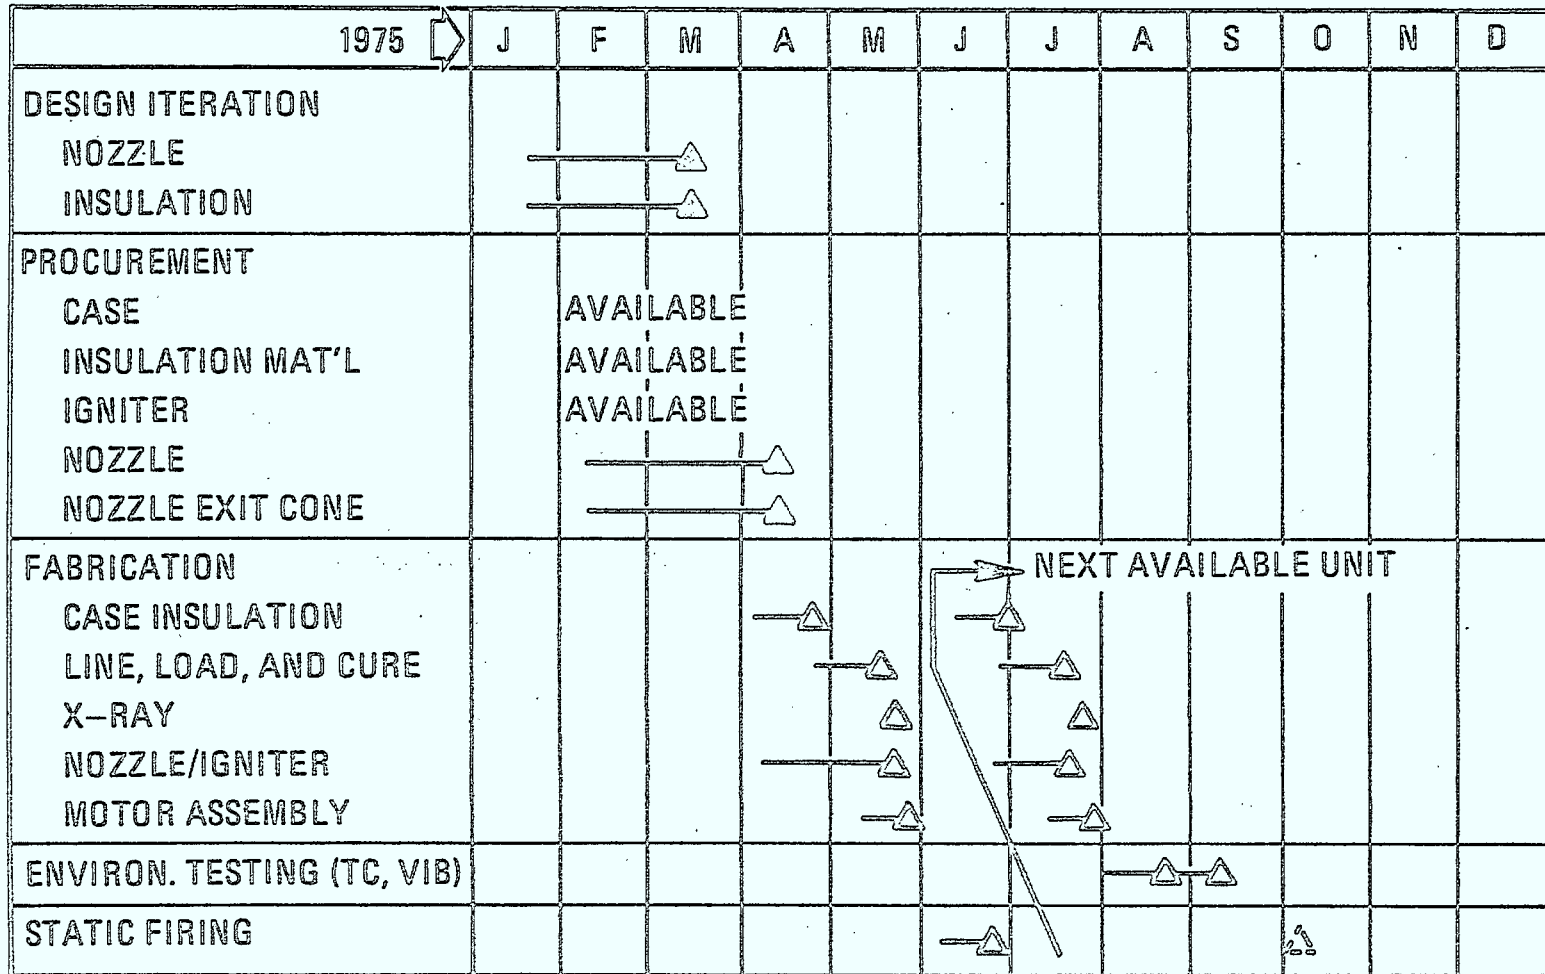 1975 J F M A M J J A S O N D
DESIGN ITERATION
NOZZLE
INSULATION
PROCUREMENT
CASE AVAILABLE
INSULATION MAT'L AVAILABLE
IGNITER AVAILABLE
NOZZLE
NOZZLE EXIT CONE
FABRICATION NEXT AVAILABLE UNIT
CASE INSULATION
LINE, LOAD, AND CURE
X-RAY
NOZZLE/IGNITER
MOTOR ASSEMBLY
ENVIRON. TESTING (TC, VIB)
STATIC FIRING